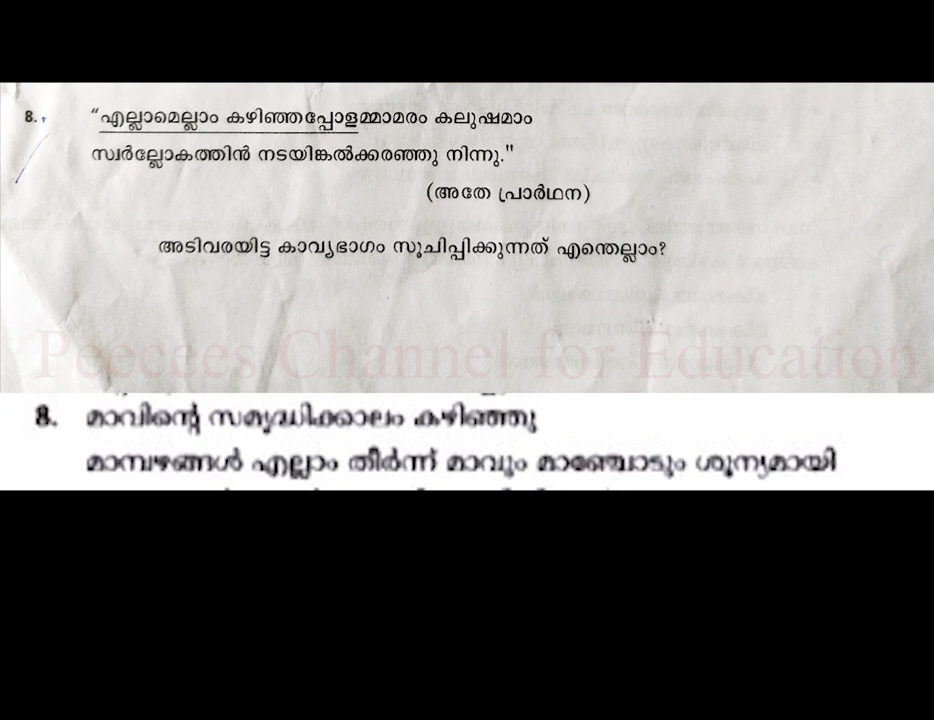 8. "എല്ലാമെല്ലാം കഴിഞ്ഞപ്പോളമ്മാമരം കലുഷമാം
സ്വർല്ലോകത്തിൻ നടയിങ്കൽക്കരഞ്ഞു നിന്നു."
(അതേ പ്രാർഥന)
അടിവരയിട്ട കാവ്യഭാഗം സൂചിപ്പിക്കുന്നത് എന്തെല്ലാം?
Peecees Channel for Education
8. മാവിന്റെ സമൃദ്ധിക്കാലം കഴിഞ്ഞു
മാമ്പഴങ്ങൾ എല്ലാം തീർന്ന് മാവും മാഞ്ചോടും ശൂന്യമായി